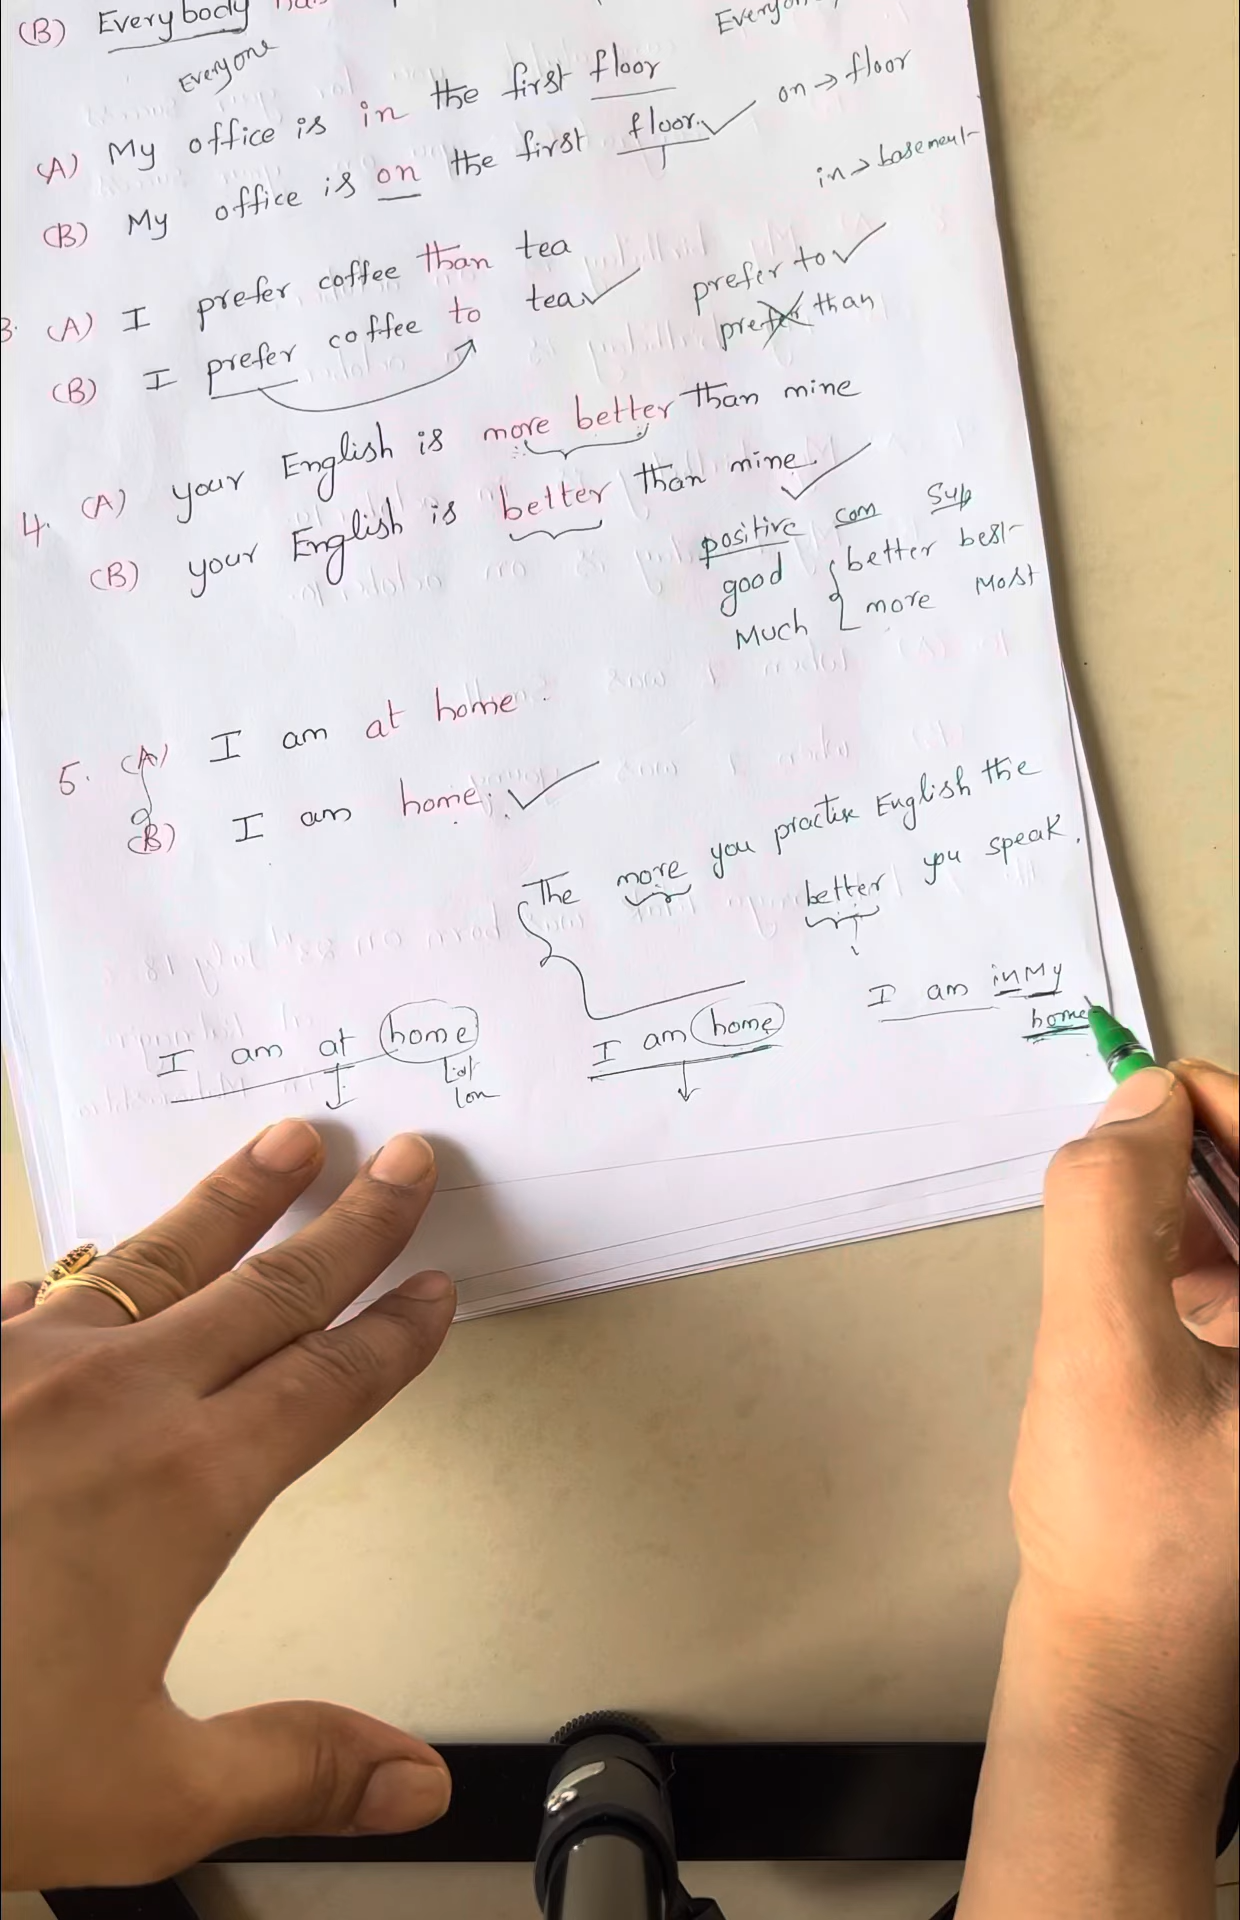 (B) Everybody
Everyone
(A) My office is in the first floor
on → floor
(B) My office is on the first floor.
in → basement
3. (A) I prefer coffee than tea
prefer to
(B) I prefer coffee to tea
prefer than
4. (A) your English is more better than mine
(B) your English is better than mine.
positive com Sup
good better best
Much more Most
5. (A) I am at home.
(B) I am home.
The more you practise English the
better you speak.
I am at home
I am home
I am in My
home